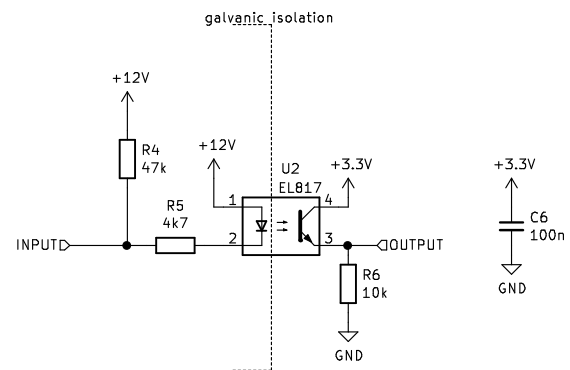 galvanic isolation
+12V
R4
47k
+12V
U2
EL817
+3.3V
+3.3V
R5
4k7
1
4
C6
100n
INPUT
2
3
OUTPUT
R6
10k
GND
GND